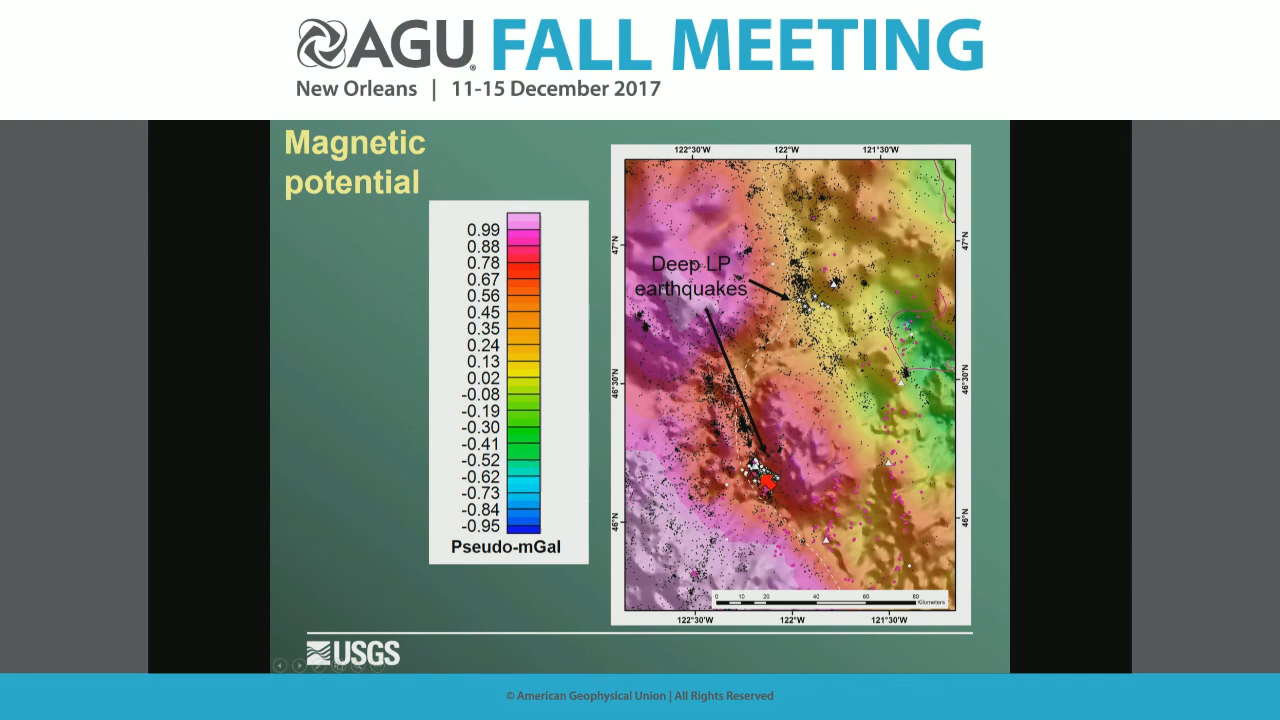 AGU FALL MEETING
New Orleans | 11-15 December 2017
Magnetic
potential
0.99
0.88
0.78
0.67
0.56
0.45
0.35
0.24
0.13
0.02
-0.08
-0.19
-0.30
-0.41
-0.52
-0.62
-0.73
-0.84
-0.95
Pseudo-mGal
122°30'W 122°W 121°30'W
47°N 47°N
Deep LP
earthquakes
46°30'N 46°30'N
46°N 46°N
0 10 20 40 60 80
Kilometers
122°30'W 122°W 121°30'W
USGS
© American Geophysical Union | All Rights Reserved